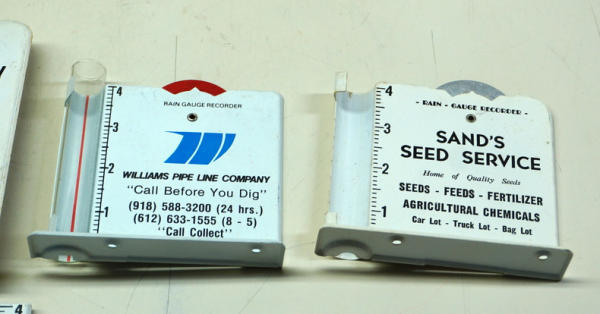 4
RAIN GAUGE RECORDER
3
2
1
WILLIAMS PIPE LINE COMPANY
"Call Before You Dig"
(918) 588-3200 (24 hrs.)
(612) 633-1555 (8 - 5)
"Call Collect"
4
- RAIN - GAUGE RECORDER -
3
2
1
SAND'S
SEED SERVICE
Home of Quality Seeds
SEEDS - FEEDS - FERTILIZER
AGRICULTURAL CHEMICALS
Car Lot - Truck Lot - Bag Lot
4